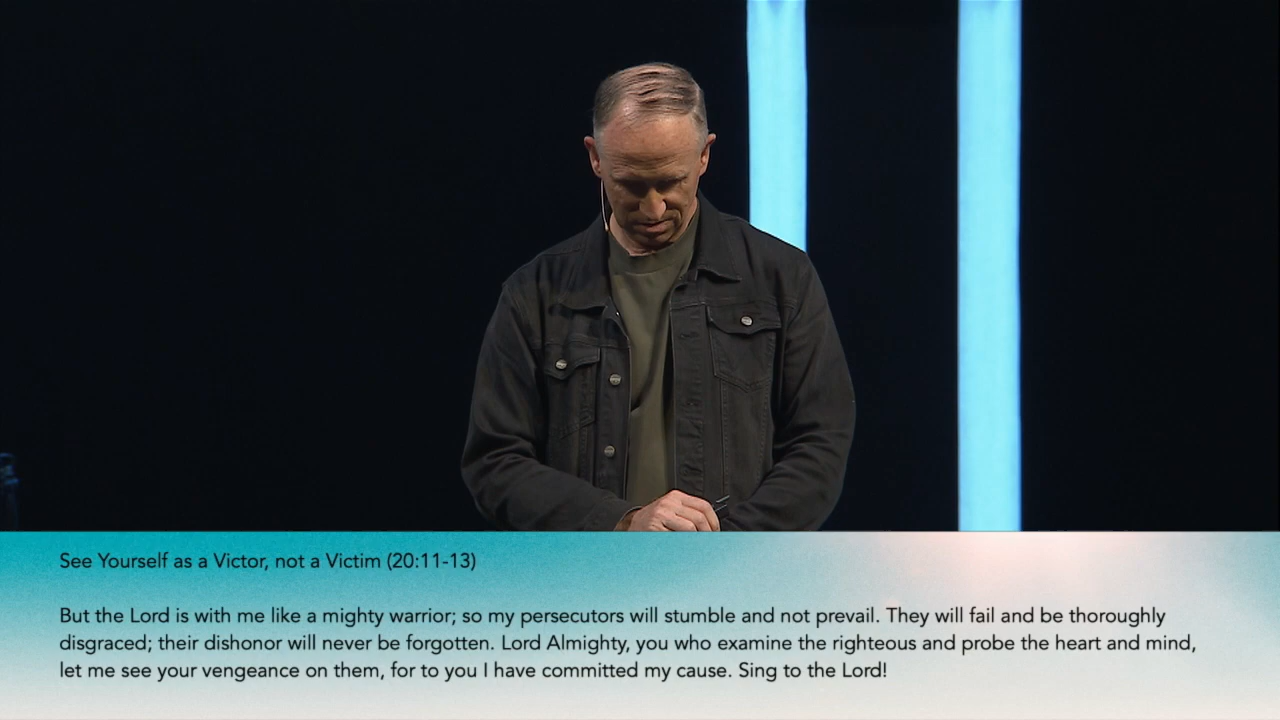 See Yourself as a Victor, not a Victim (20:11-13)
But the Lord is with me like a mighty warrior; so my persecutors will stumble and not prevail. They will fail and be thoroughly
disgraced; their dishonor will never be forgotten. Lord Almighty, you who examine the righteous and probe the heart and mind,
let me see your vengeance on them, for to you I have committed my cause. Sing to the Lord!